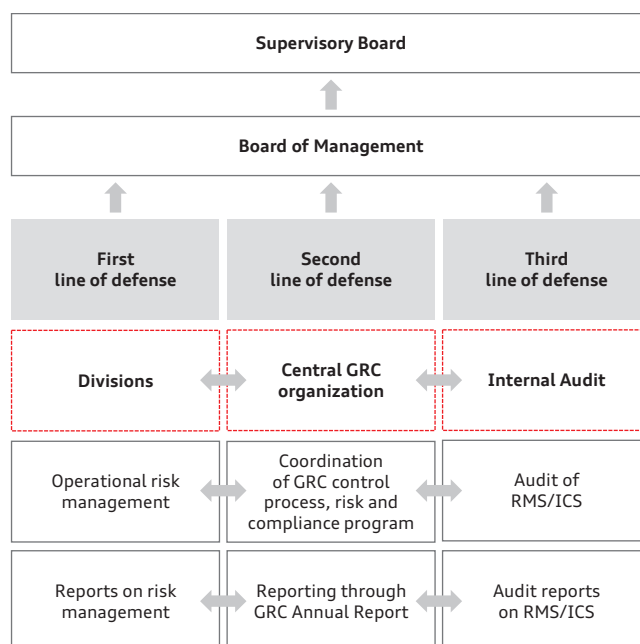 Supervisory Board
Board of Management
First
line of defense
Second
line of defense
Third
line of defense
Divisions
Central GRC
organization
Internal Audit
Operational risk
management
Coordination
of GRC control
process, risk and
compliance program
Audit of
RMS/ICS
Reports on risk
management
Reporting through
GRC Annual Report
Audit reports
on RMS/ICS